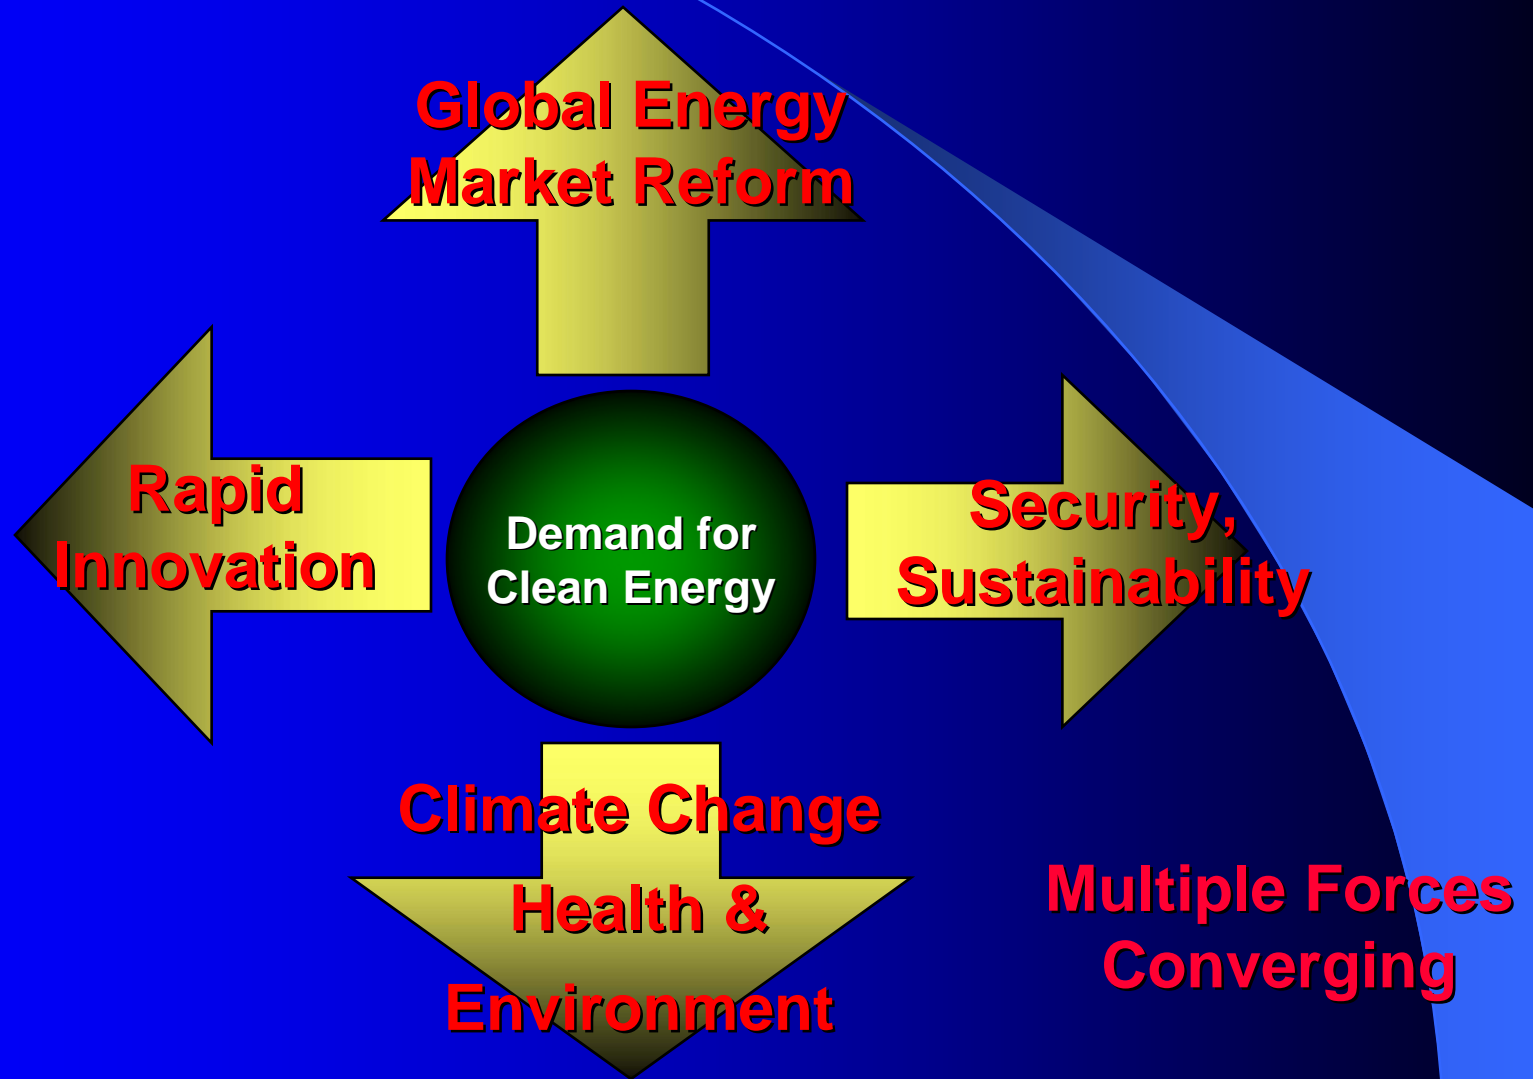 Global Energy
Market Reform
Rapid
Innovation
Demand for
Clean Energy
Security,
Sustainability
Climate Change
Health &
Environment
Multiple Forces
Converging